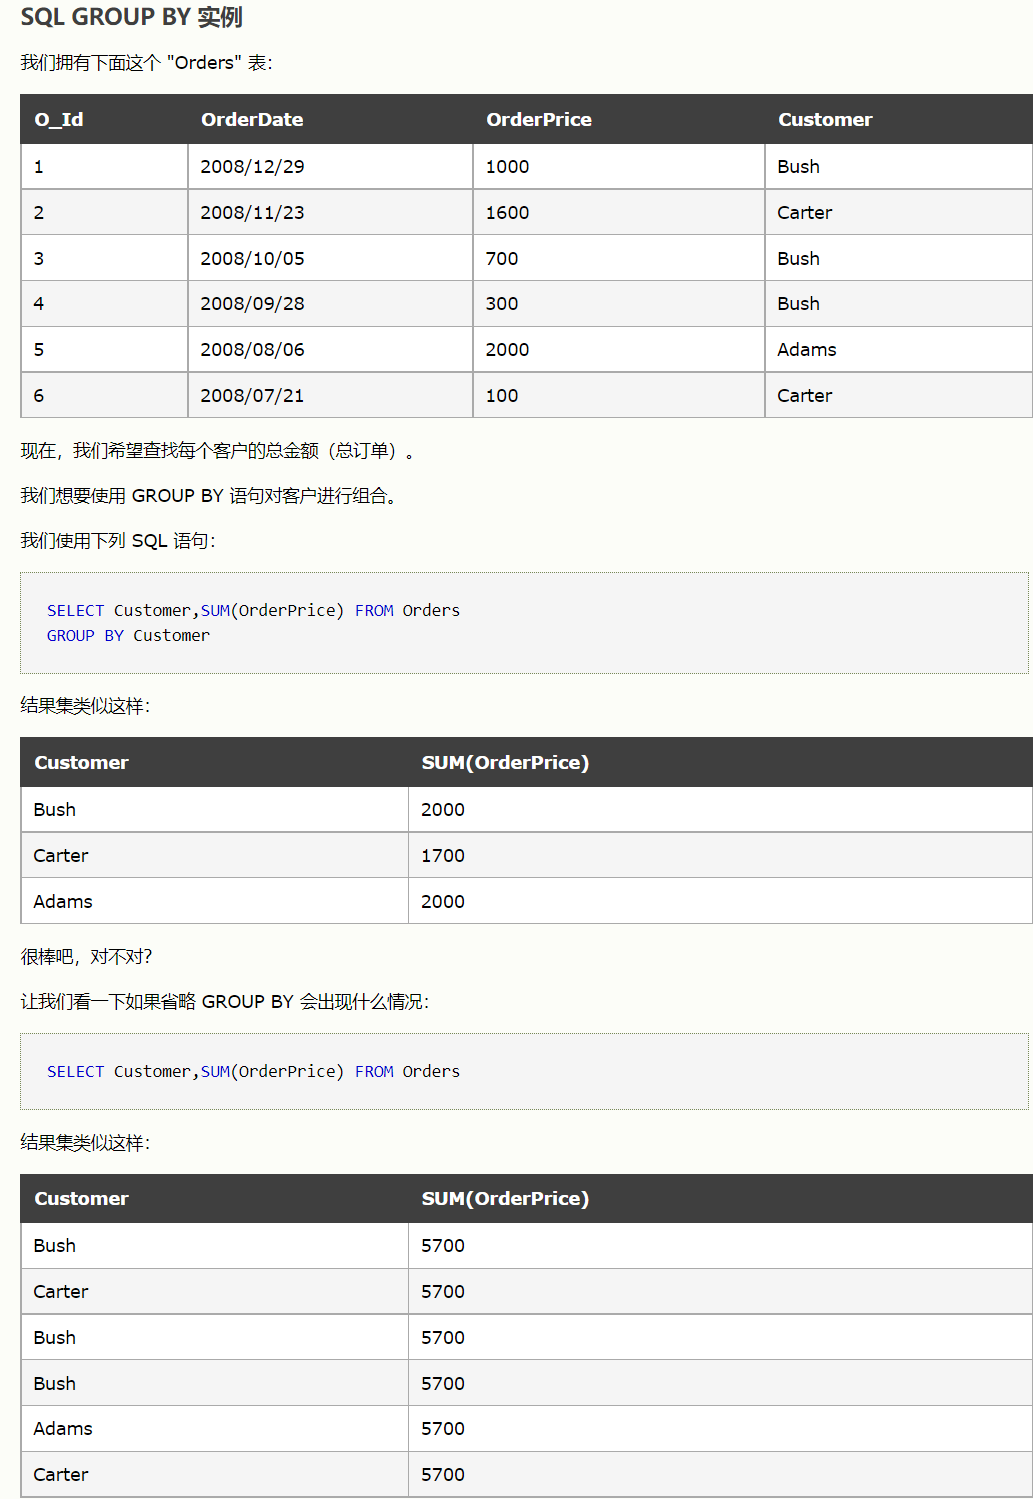 SQL GROUP BY 实例
我们拥有下面这个 "Orders" 表：
O_Id OrderDate OrderPrice Customer
1 2008/12/29 1000 Bush
2 2008/11/23 1600 Carter
3 2008/10/05 700 Bush
4 2008/09/28 300 Bush
5 2008/08/06 2000 Adams
6 2008/07/21 100 Carter
现在，我们希望查找每个客户的总金额（总订单）。
我们想要使用 GROUP BY 语句对客户进行组合。
我们使用下列 SQL 语句：
SELECT Customer,SUM(OrderPrice) FROM Orders
GROUP BY Customer
结果集类似这样：
Customer SUM(OrderPrice)
Bush 2000
Carter 1700
Adams 2000
很棒吧，对不对？
让我们看一下如果省略 GROUP BY 会出现什么情况：
SELECT Customer,SUM(OrderPrice) FROM Orders
结果集类似这样：
Customer SUM(OrderPrice)
Bush 5700
Carter 5700
Bush 5700
Bush 5700
Adams 5700
Carter 5700